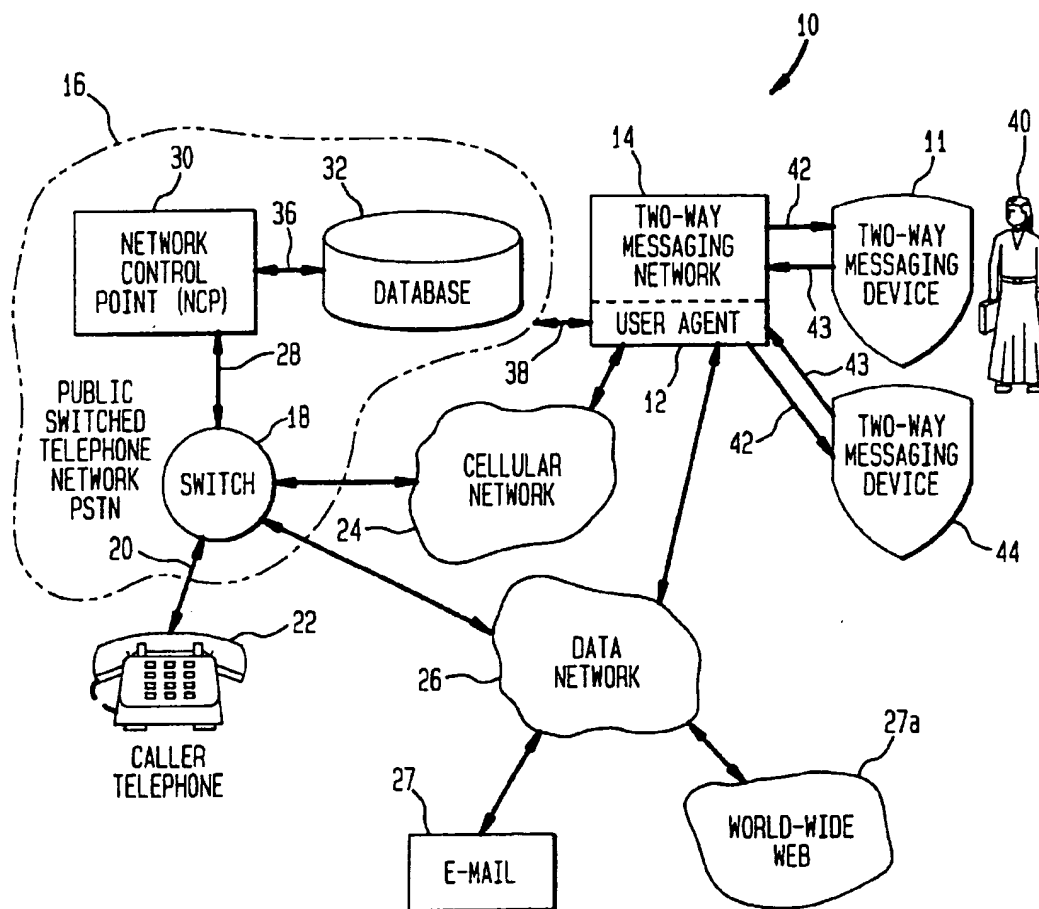 10
16
30
NETWORK
CONTROL
POINT (NCP)
36
32
DATABASE
14
TWO-WAY
MESSAGING
NETWORK
USER AGENT
12
42
43
11
TWO-WAY
MESSAGING
DEVICE
40
38
28
PUBLIC
SWITCHED
TELEPHONE
NETWORK
PSTN
18
SWITCH
CELLULAR
NETWORK
24
43
42
TWO-WAY
MESSAGING
DEVICE
44
20
22
CALLER
TELEPHONE
DATA
NETWORK
26
27
E-MAIL
27a
WORLD-WIDE
WEB